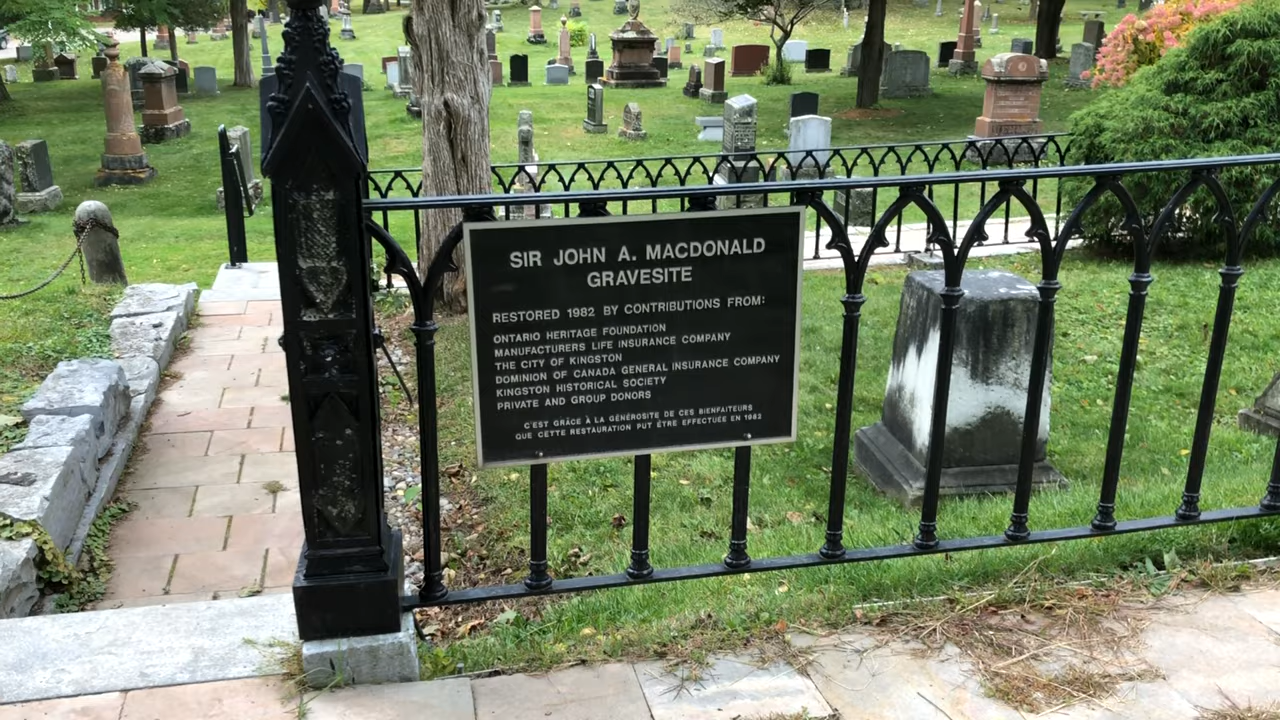 SIR JOHN A. MACDONALD
GRAVESITE
RESTORED 1982 BY CONTRIBUTIONS FROM:
ONTARIO HERITAGE FOUNDATION
MANUFACTURERS LIFE INSURANCE COMPANY
THE CITY OF KINGSTON
DOMINION OF CANADA GENERAL INSURANCE COMPANY
KINGSTON HISTORICAL SOCIETY
PRIVATE AND GROUP DONORS
C'EST GRÂCE À LA GÉNÉROSITE DE CES BIENFAITEURS
QUE CETTE RESTAURATION PUT ÊTRE EFFECTUÉE EN 1982